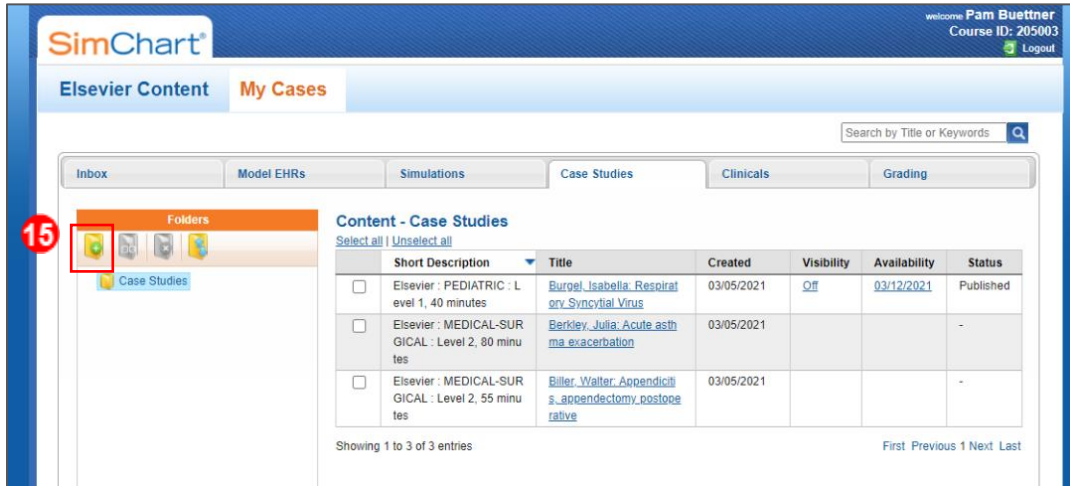 welcome Pam Buettner
Course ID: 205003
Logout
SimChart®
Elsevier Content My Cases
Search by Title or Keywords
Inbox Model EHRs Simulations Case Studies Clinicals Grading
15
Folders
Case Studies
Content - Case Studies
Select all | Unselect all
Short Description Title Created Visibility Availability Status
Elsevier : PEDIATRIC : L Burgel, Isabella: Respirat 03/05/2021 Off 03/12/2021 Published
evel 1, 40 minutes ory Syncytial Virus
Elsevier : MEDICAL-SUR Berkley, Julia: Acute asth 03/05/2021 -
GICAL : Level 2, 80 minu ma exacerbation
tes
Elsevier : MEDICAL-SUR Biller, Walter: Appendiciti 03/05/2021 -
GICAL : Level 2, 55 minu s, appendectomy postope
tes rative
Showing 1 to 3 of 3 entries First Previous 1 Next Last